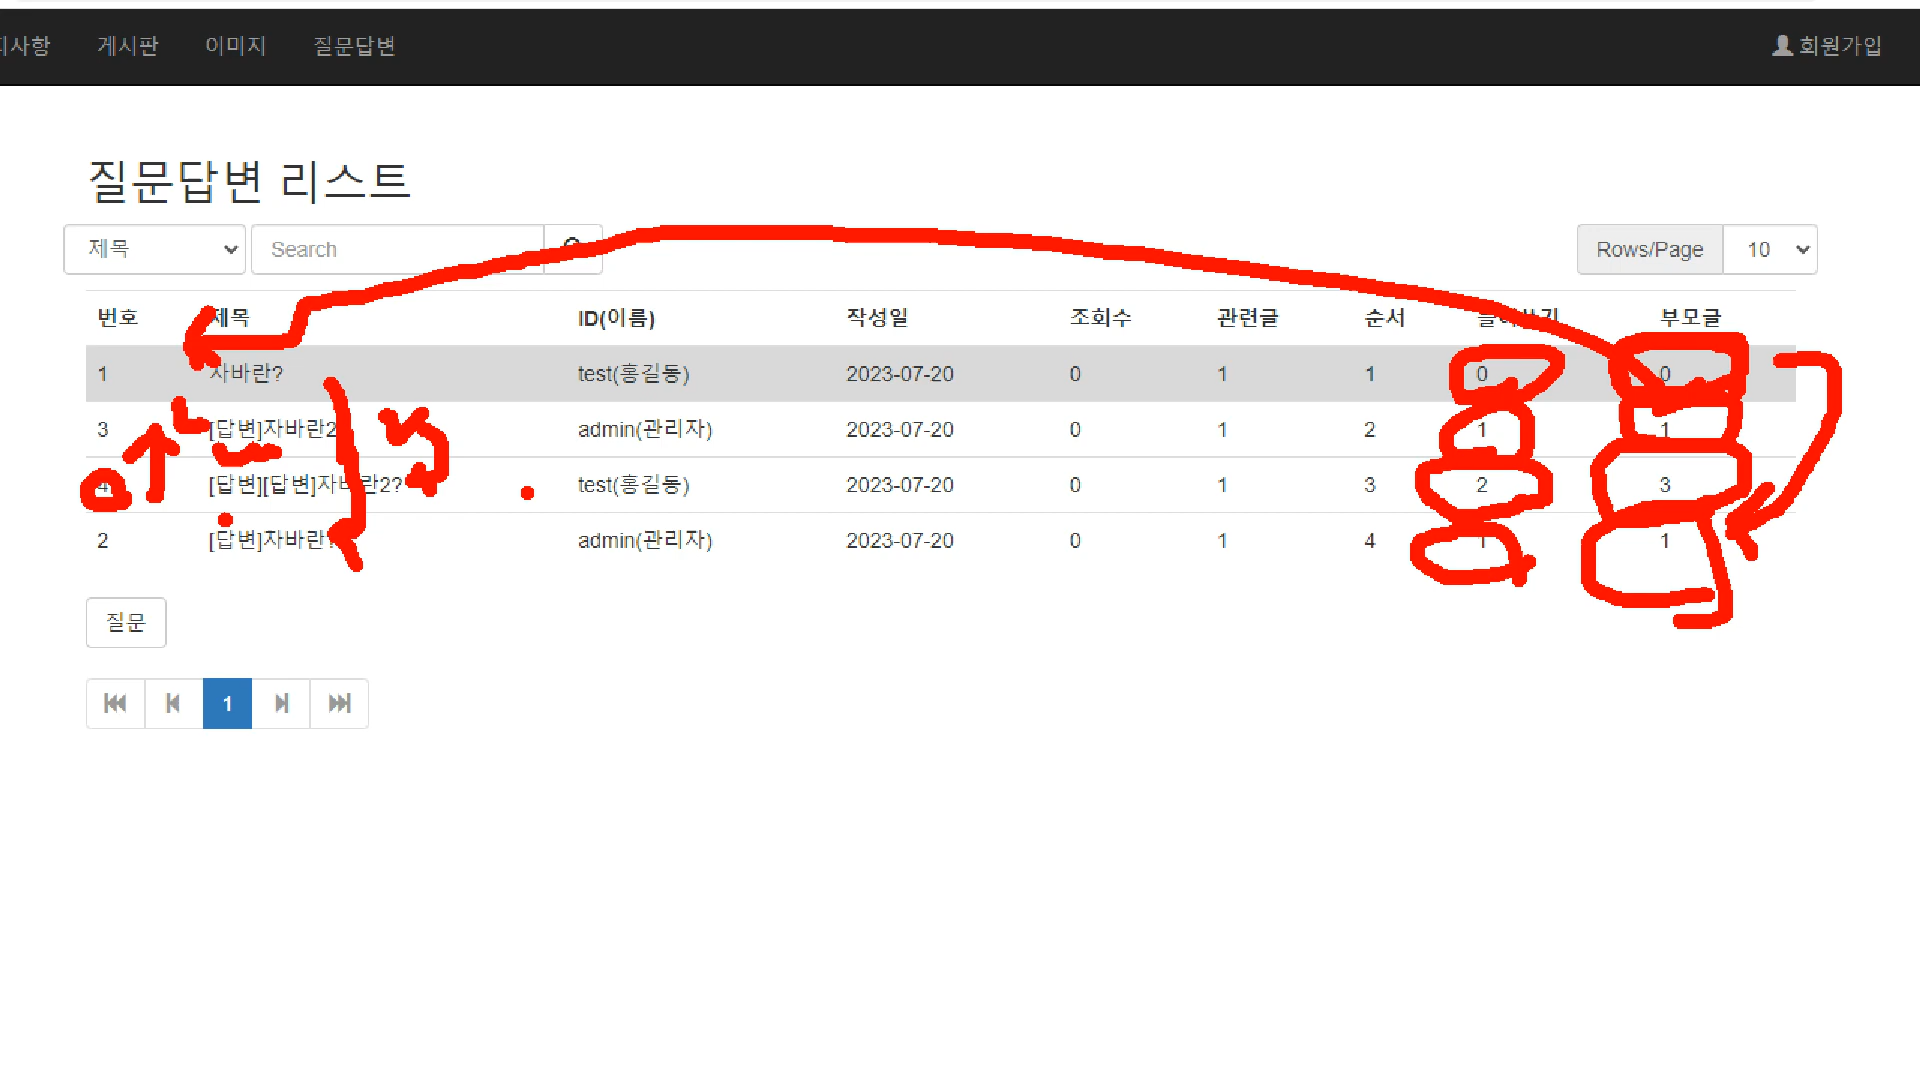 지사항 게시판 이미지 질문답변 회원가입
질문답변 리스트
제목 Search Rows/Page 10
번호 제목 ID(이름) 작성일 조회수 관련글 순서 부모글
1 자바란? test(홍길동) 2023-07-20 0 1 1 0 0
3 [답변]자바란2 admin(관리자) 2023-07-20 0 1 2 1 1
4 [답변][답변]자바란2? test(홍길동) 2023-07-20 0 1 3 2 3
2 [답변]자바란? admin(관리자) 2023-07-20 0 1 4 1 1
질문
1